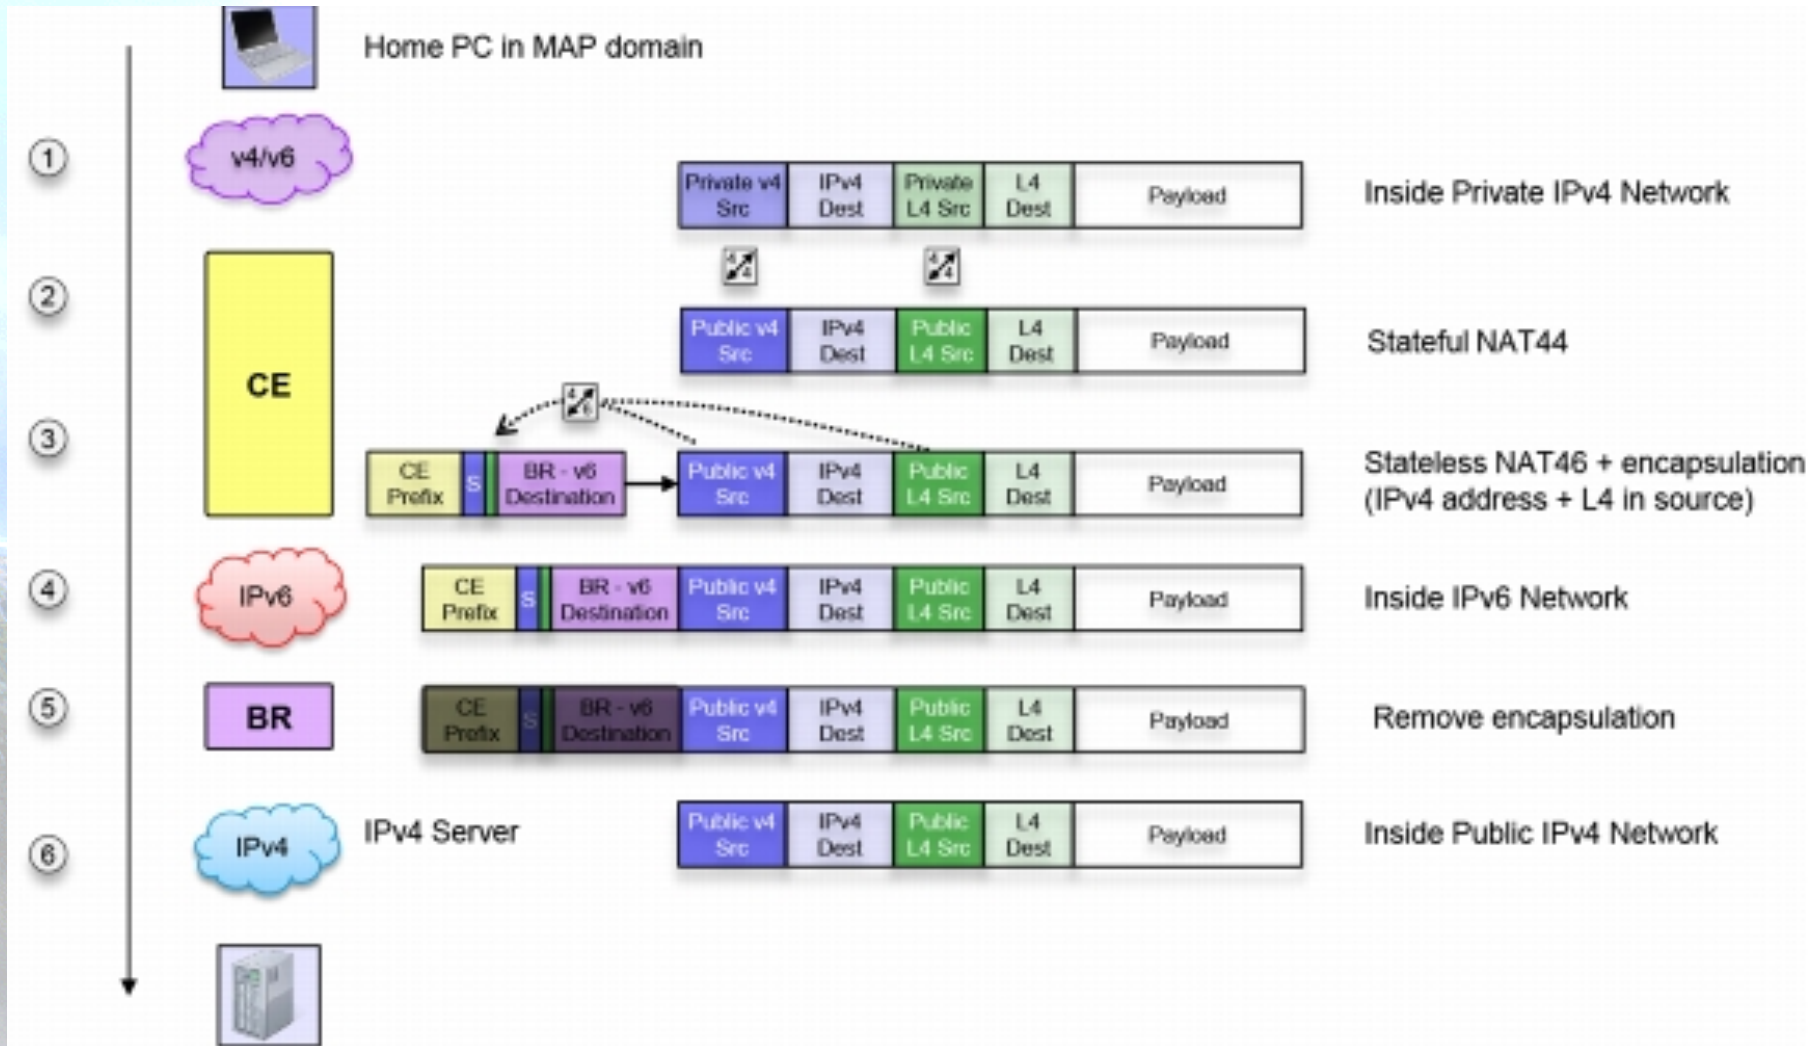 Home PC in MAP domain
1
v4/v6
Private v4
Src
IPv4
Dest
Private
L4 Src
L4
Dest
Payload
Inside Private IPv4 Network
4
4
4
4
2
Public v4
Src
IPv4
Dest
Public
L4 Src
L4
Dest
Payload
Stateful NAT44
CE
4
6
3
CE
Prefix
S
BR - v6
Destination
Public v4
Src
IPv4
Dest
Public
L4 Src
L4
Dest
Payload
Stateless NAT46 + encapsulation
(IPv4 address + L4 in source)
4
IPv6
CE
Prefix
S
BR - v6
Destination
Public v4
Src
IPv4
Dest
Public
L4 Src
L4
Dest
Payload
Inside IPv6 Network
5
BR
CE
Prefix
S
BR - v6
Destination
Public v4
Src
IPv4
Dest
Public
L4 Src
L4
Dest
Payload
Remove encapsulation
6
IPv4
IPv4 Server
Public v4
Src
IPv4
Dest
Public
L4 Src
L4
Dest
Payload
Inside Public IPv4 Network